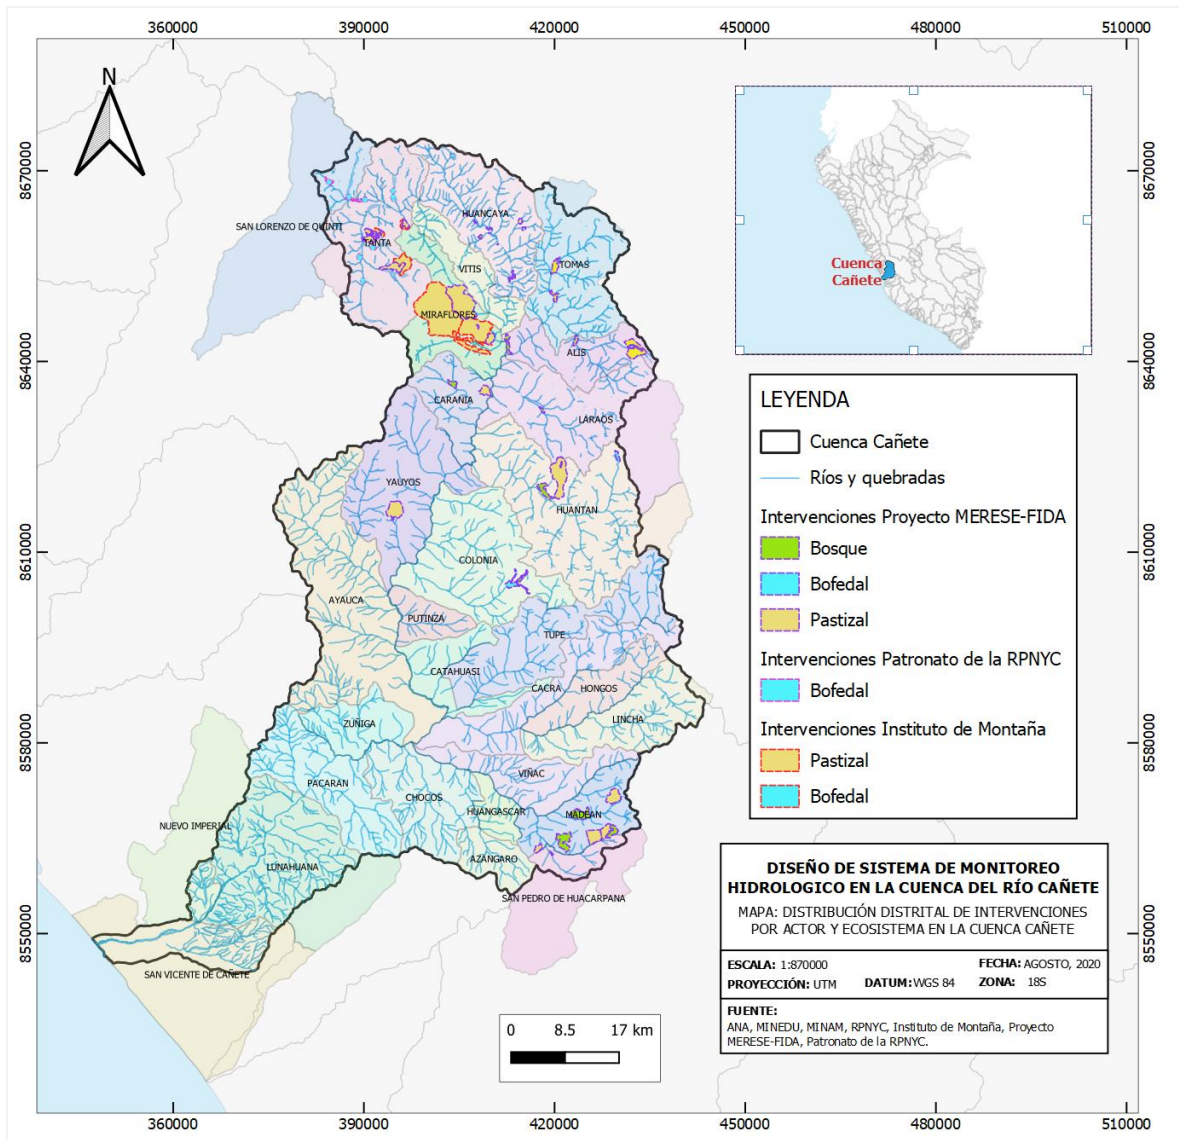 360000 390000 420000 450000 480000 510000
N
8670000
8670000
SAN LORENZO DE QUINTI
HUANCAYA
TANTA
VITIS
TOMAS
Cuenca
Cañete
MIRAFLORES
8640000
8640000
ALIS
CARANIA
LARAOS
YAUYOS
HUANTAN
8610000
8610000
COLONIA
AYAUCA
PUTINZA
TUPE
CATAHUASI
CACRA
HONGOS
LINCHA
8580000
8580000
ZUÑIGA
VIÑAC
PACARAN
CHOCOS
HUANGASCAR
MADEAN
NUEVO IMPERIAL
LUNAHUANA
AZANGARO
SAN PEDRO DE HUACARPANA
8550000
8550000
SAN VICENTE DE CAÑETE
LEYENDA
Cuenca Cañete
Ríos y quebradas
Intervenciones Proyecto MERESE-FIDA
Bosque
Bofedal
Pastizal
Intervenciones Patronato de la RPNYC
Bofedal
Intervenciones Instituto de Montaña
Pastizal
Bofedal
DISEÑO DE SISTEMA DE MONITOREO
HIDROLOGICO EN LA CUENCA DEL RÍO CAÑETE
MAPA: DISTRIBUCIÓN DISTRITAL DE INTERVENCIONES
POR ACTOR Y ECOSISTEMA EN LA CUENCA CAÑETE
ESCALA: 1:870000 FECHA: AGOSTO, 2020
PROYECCIÓN: UTM DATUM: WGS 84 ZONA: 18S
FUENTE:
ANA, MINEDU, MINAM, RPNYC, Instituto de Montaña, Proyecto
MERESE-FIDA, Patronato de la RPNYC.
0 8.5 17 km
360000 390000 420000 450000 480000 510000